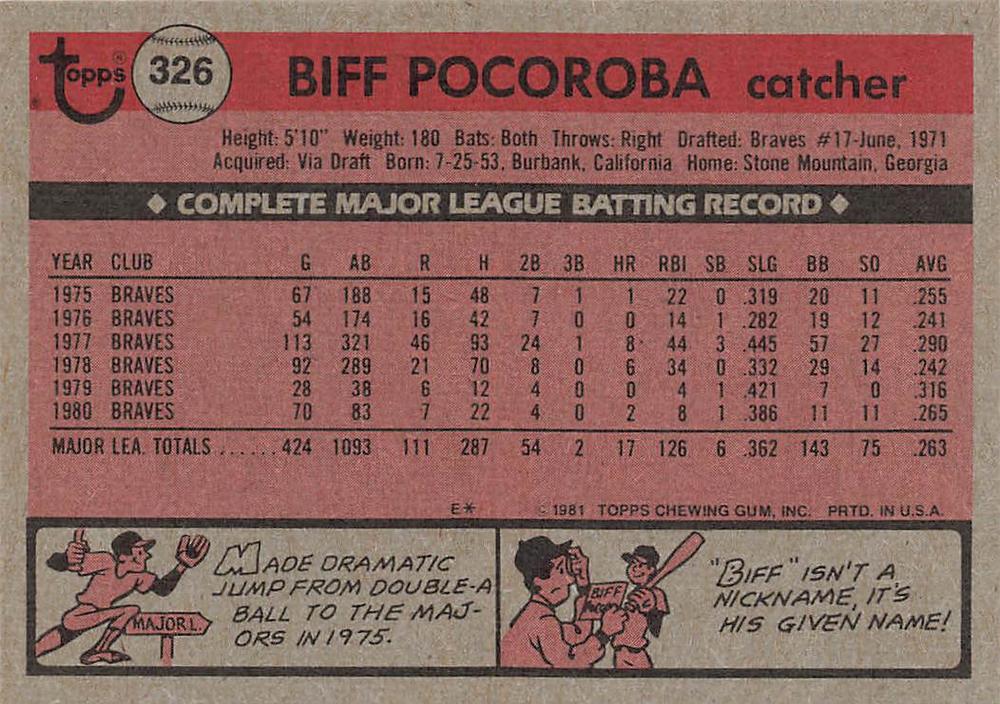 Topps® 326 BIFF POCOROBA catcher
Height: 5'10" Weight: 180 Bats: Both Throws: Right Drafted: Braves #17-June, 1971
Acquired: Via Draft Born: 7-25-53, Burbank, California Home: Stone Mountain, Georgia
◆ COMPLETE MAJOR LEAGUE BATTING RECORD ◆
YEAR CLUB G AB R H 2B 3B HR RBI SB SLG BB SO AVG
1975 BRAVES 67 188 15 48 7 1 1 22 0 .319 20 11 .255
1976 BRAVES 54 174 16 42 7 0 0 14 1 .282 19 12 .241
1977 BRAVES 113 321 46 93 24 1 8 44 3 .445 57 27 .290
1978 BRAVES 92 289 21 70 8 0 6 34 0 .332 29 14 .242
1979 BRAVES 28 38 6 12 4 0 0 4 1 .421 7 0 .316
1980 BRAVES 70 83 7 22 4 0 2 8 1 .386 11 11 .265
MAJOR LEA. TOTALS ...... 424 1093 111 287 54 2 17 126 6 .362 143 75 .263
E* © 1981 TOPPS CHEWING GUM, INC. PRTD. IN U.S.A.
MADE DRAMATIC
JUMP FROM DOUBLE-A
BALL TO THE MAJ-
ORS IN 1975.
MAJOR L.
BIFF
"BIFF" ISN'T A
NICKNAME, IT'S
HIS GIVEN NAME!